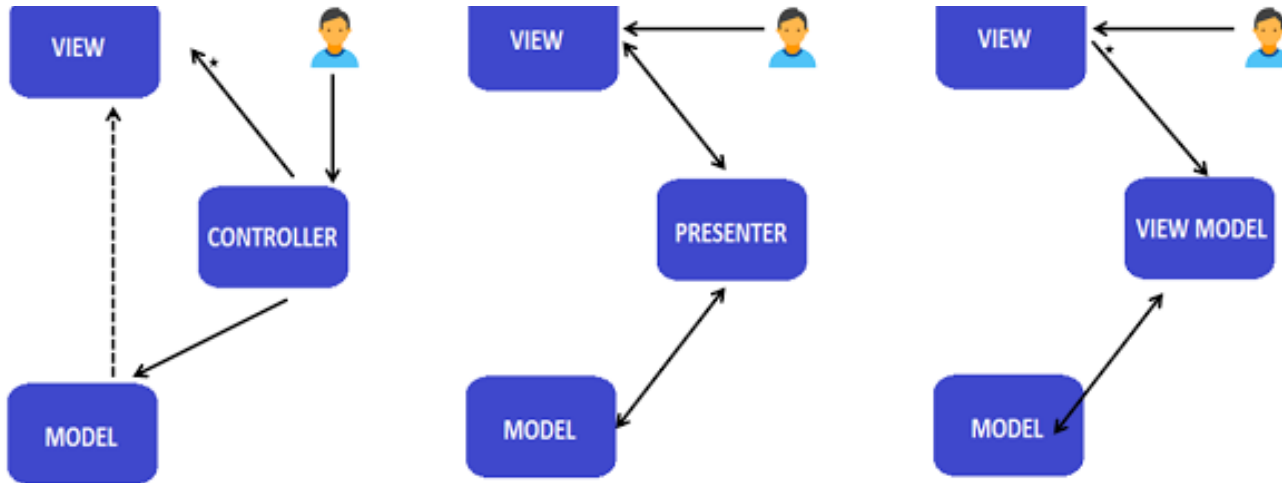 VIEW
*
CONTROLLER
MODEL
VIEW
PRESENTER
MODEL
VIEW
*
VIEW MODEL
MODEL